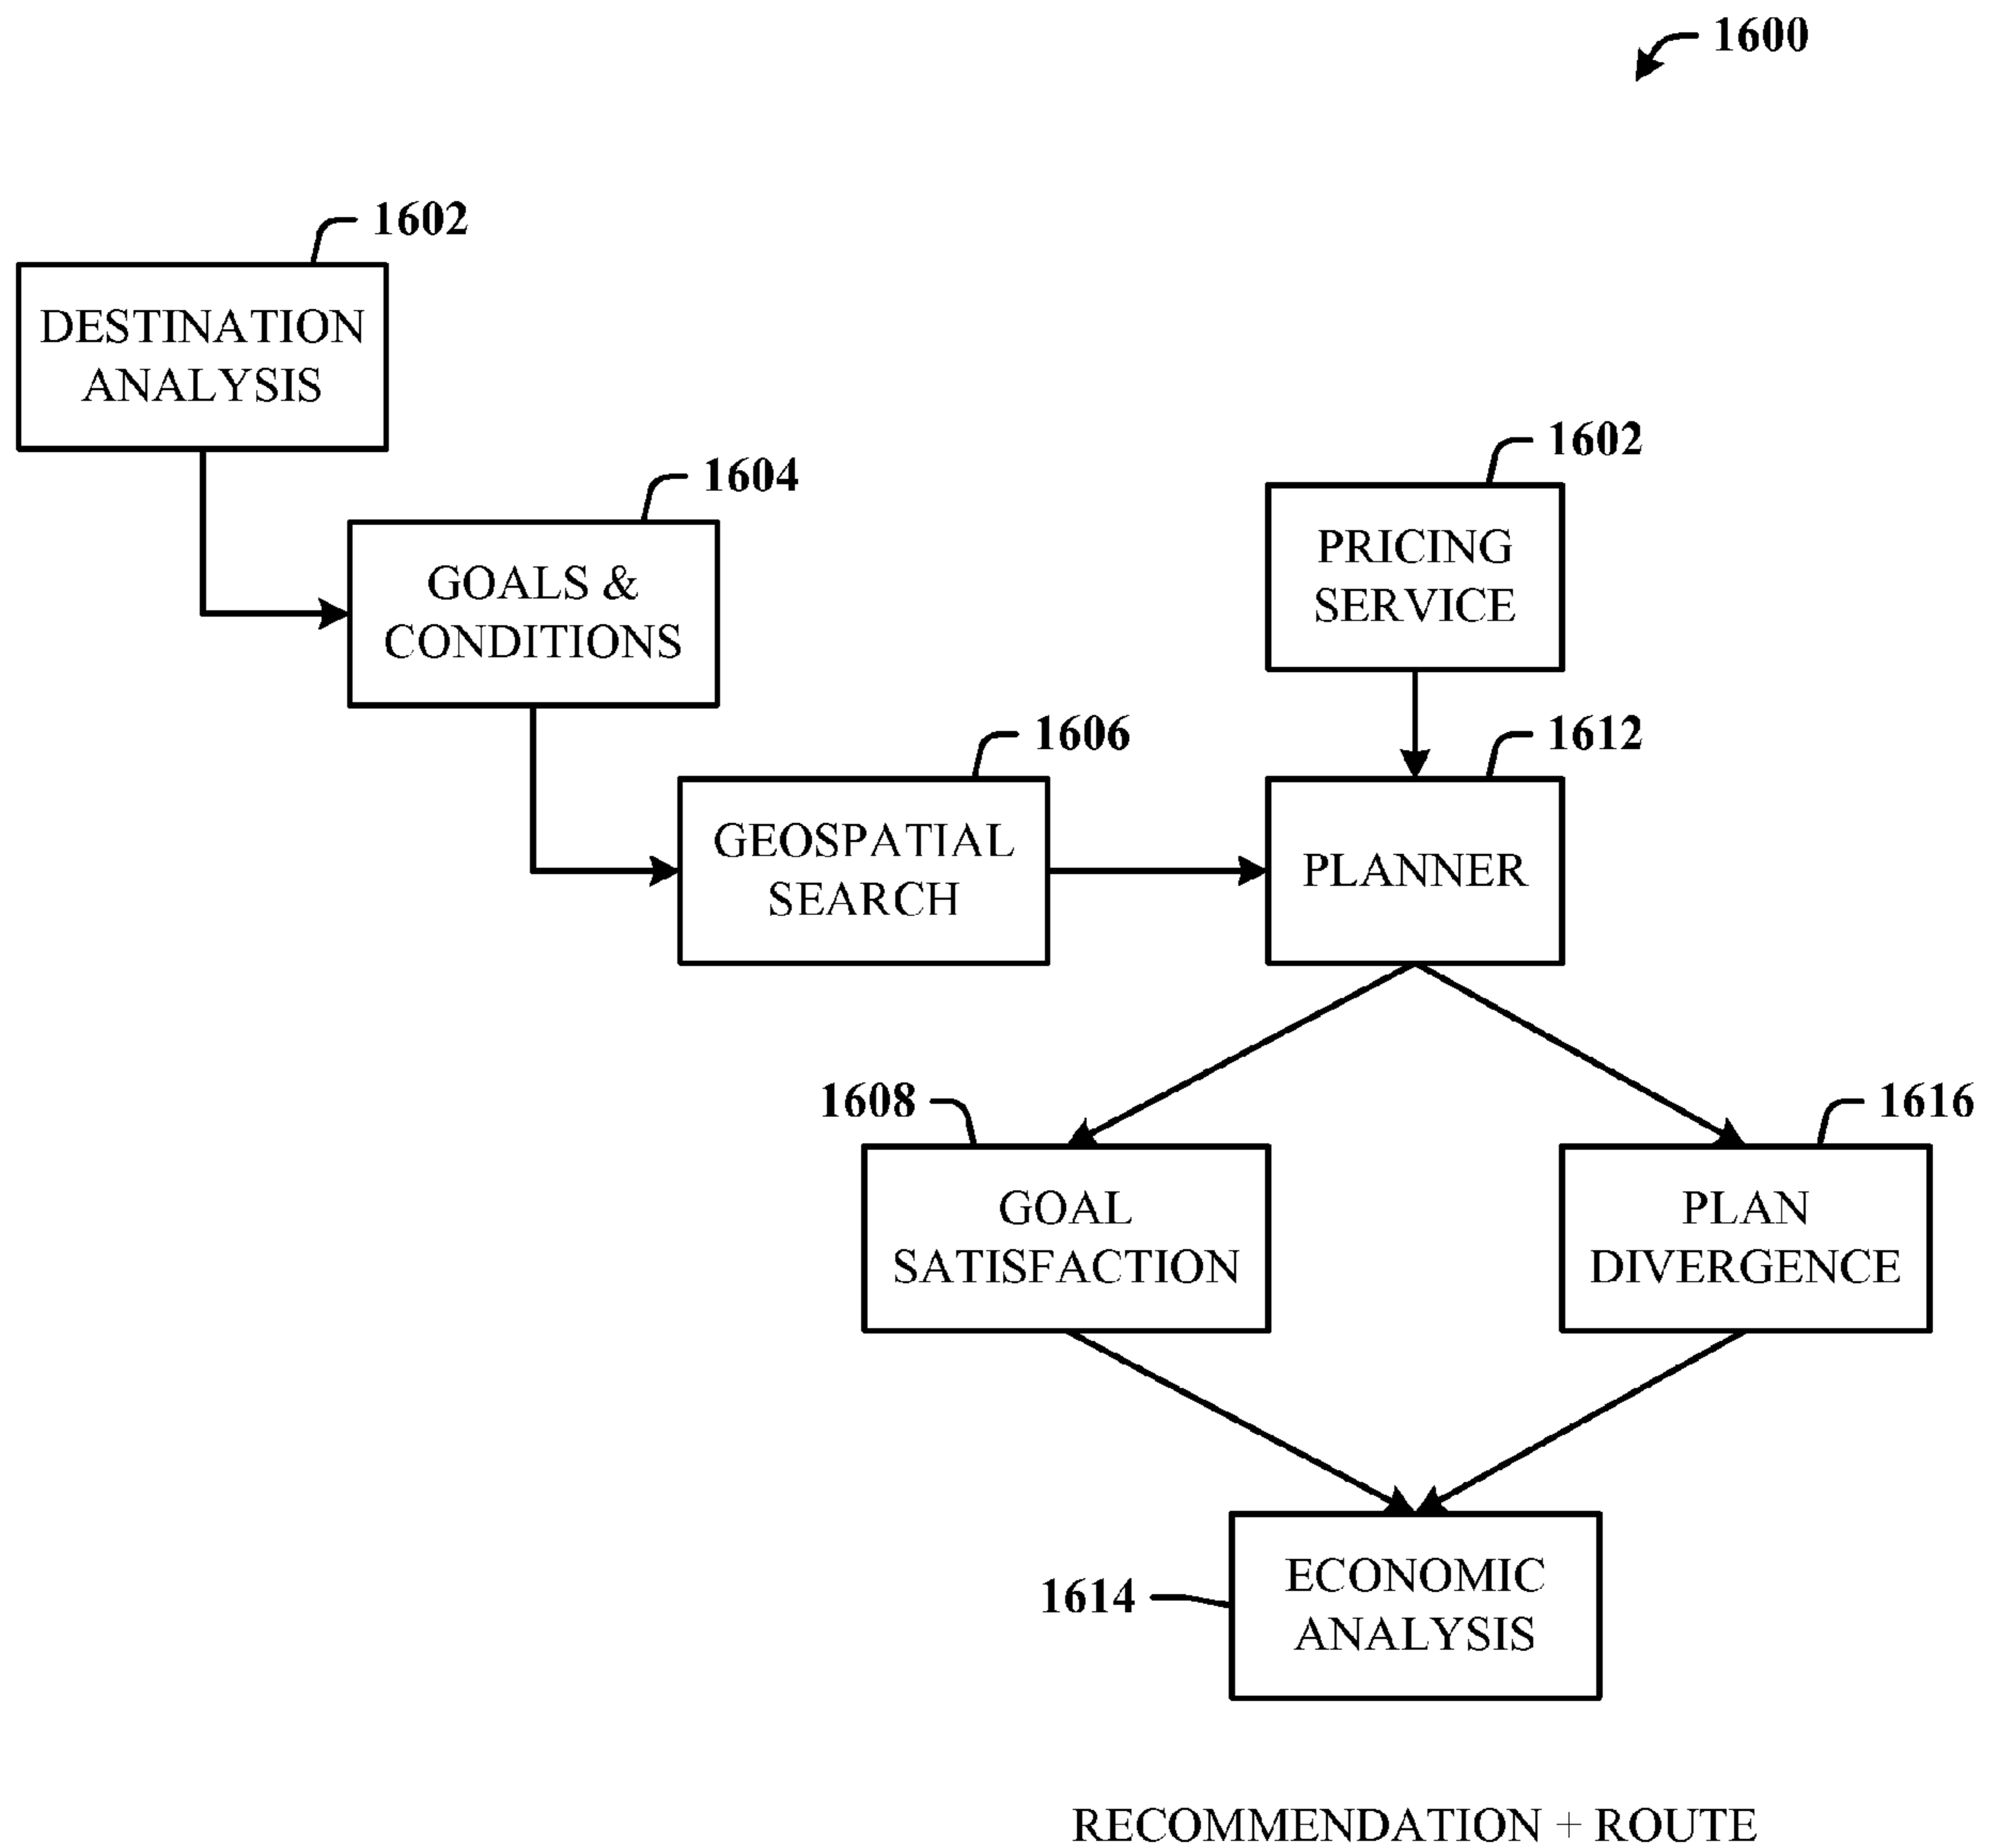 1600
1602
DESTINATION
ANALYSIS
1604
GOALS &
CONDITIONS
1602
PRICING
SERVICE
1606
GEOSPATIAL
SEARCH
1612
PLANNER
1608
GOAL
SATISFACTION
1616
PLAN
DIVERGENCE
1614
ECONOMIC
ANALYSIS
RECOMMENDATION + ROUTE